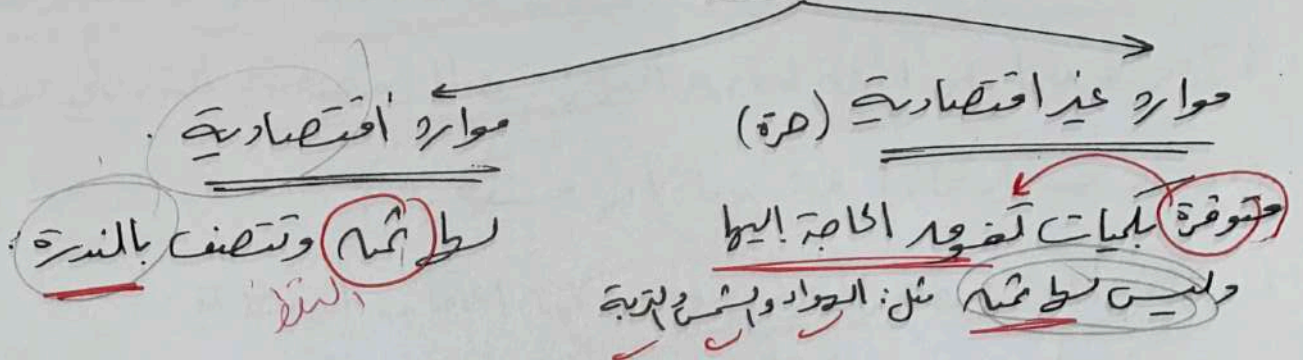 موارد غير اقتصادية (حرة)
متوفرة بكميات تفوق الحاجة اليها
وليس لها ثمن مثل: الهواء والشمس والتربة
موارد اقتصادية
لها ثمن وتتصف بالندرة
النفط